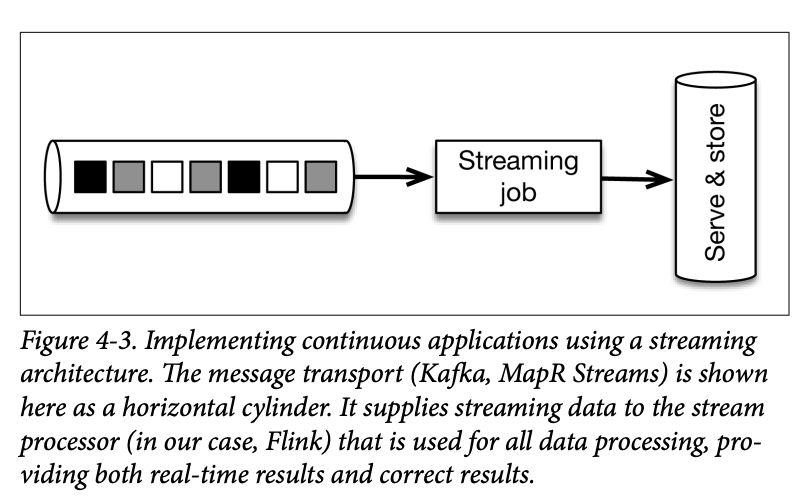 Streaming
job
Serve & store
Figure 4-3. Implementing continuous applications using a streaming
architecture. The message transport (Kafka, MapR Streams) is shown
here as a horizontal cylinder. It supplies streaming data to the stream
processor (in our case, Flink) that is used for all data processing, pro-
viding both real-time results and correct results.